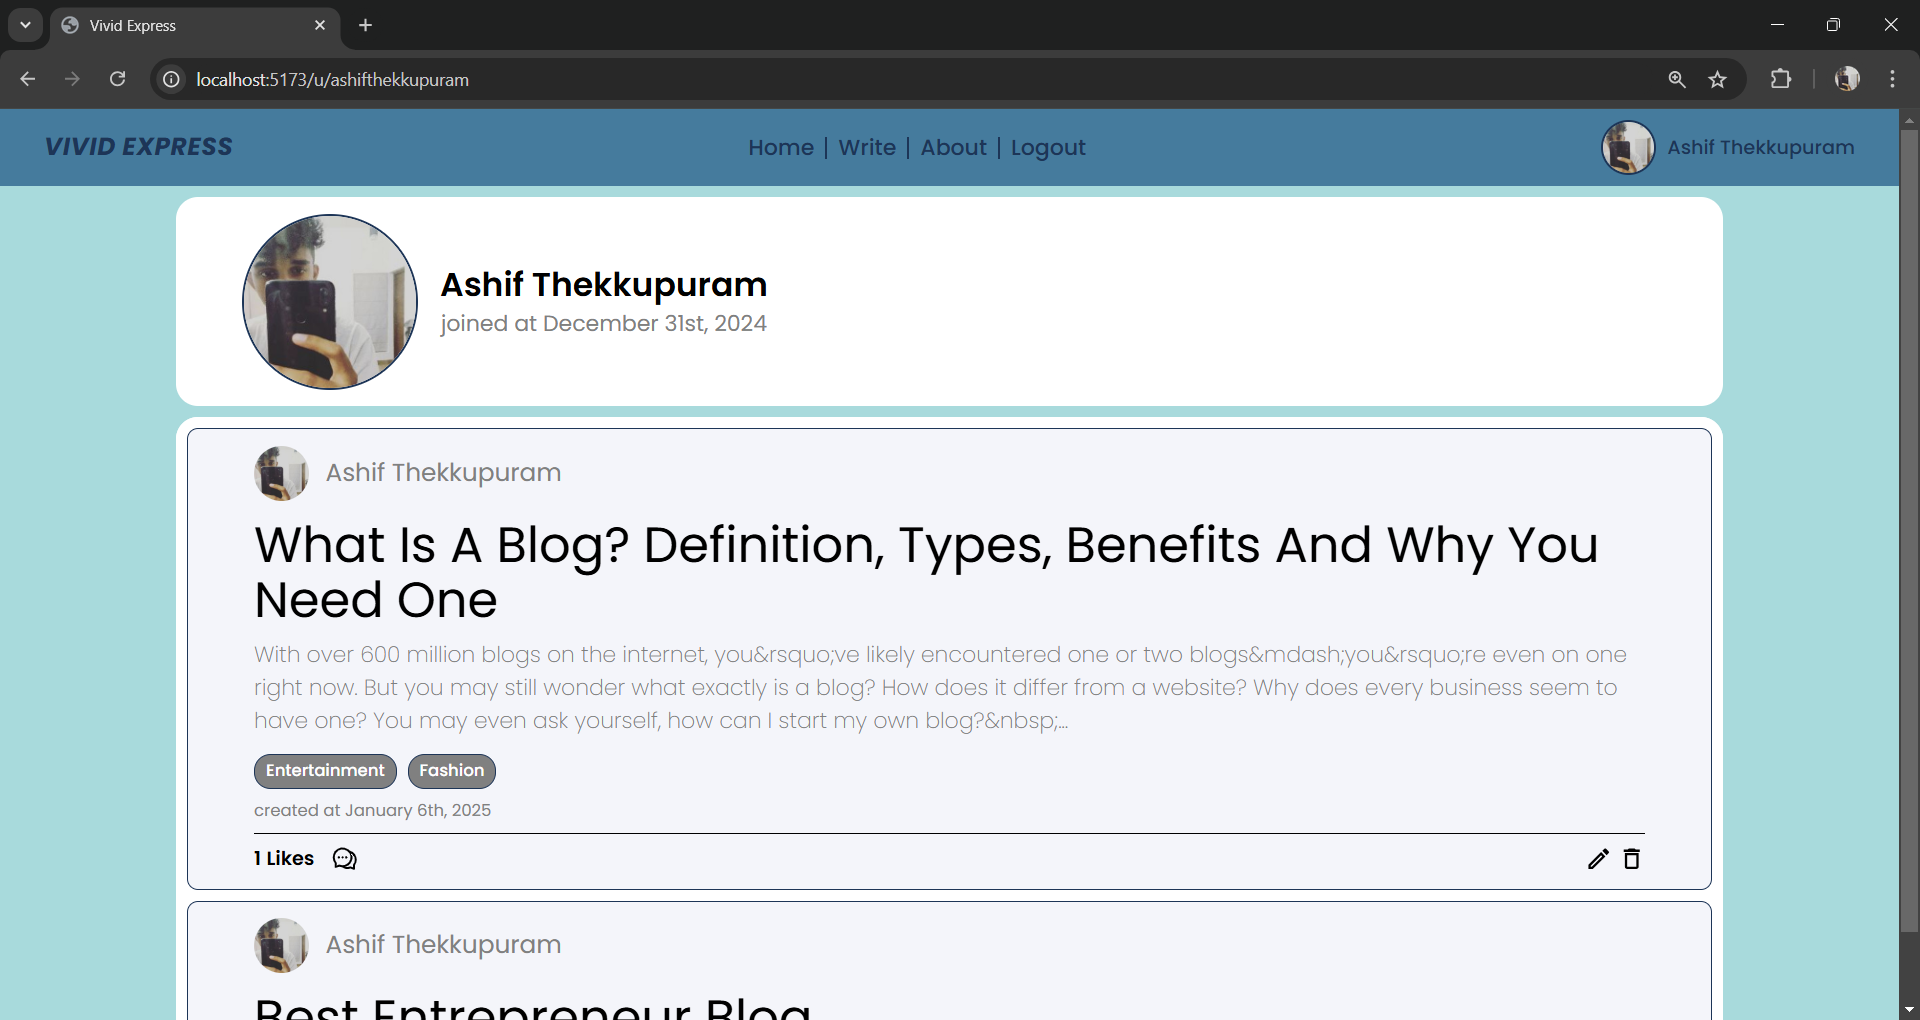 Vivid Express
localhost:5173/u/ashifthekkupuram
VIVID EXPRESS
Home | Write | About | Logout
Ashif Thekkupuram
Ashif Thekkupuram
joined at December 31st, 2024
Ashif Thekkupuram
What Is A Blog? Definition, Types, Benefits And Why You
Need One
With over 600 million blogs on the internet, you&rsquo;ve likely encountered one or two blogs&mdash;you&rsquo;re even on one
right now. But you may still wonder what exactly is a blog? How does it differ from a website? Why does every business seem to
have one? You may even ask yourself, how can I start my own blog?&nbsp;...
Entertainment Fashion
created at January 6th, 2025
1 Likes
Ashif Thekkupuram
Best Entrepreneur Blog